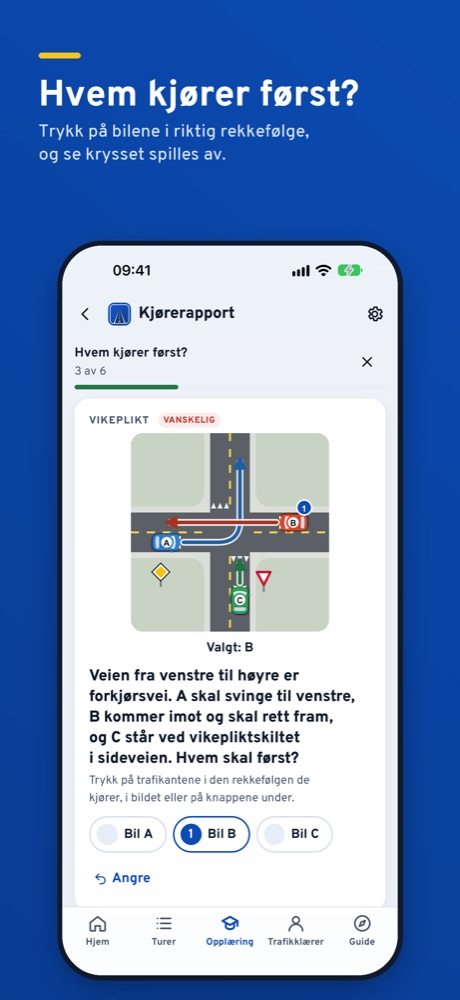 Hvem kjører først?
Trykk på bilene i riktig rekkefølge,
og se krysset spilles av.
09:41
Kjørerapport
Hvem kjører først?
3 av 6
VIKEPLIKT VANSKELIG
1
B
A
C
Valgt: B
Veien fra venstre til høyre er
forkjørsvei. A skal svinge til venstre,
B kommer imot og skal rett fram,
og C står ved vikepliktskiltet
i sideveien. Hvem skal først?
Trykk på trafikantene i den rekkefølgen de
kjører, i bildet eller på knappene under.
Bil A 1 Bil B Bil C
Angre
Hjem Turer Opplæring Trafikklærer Guide